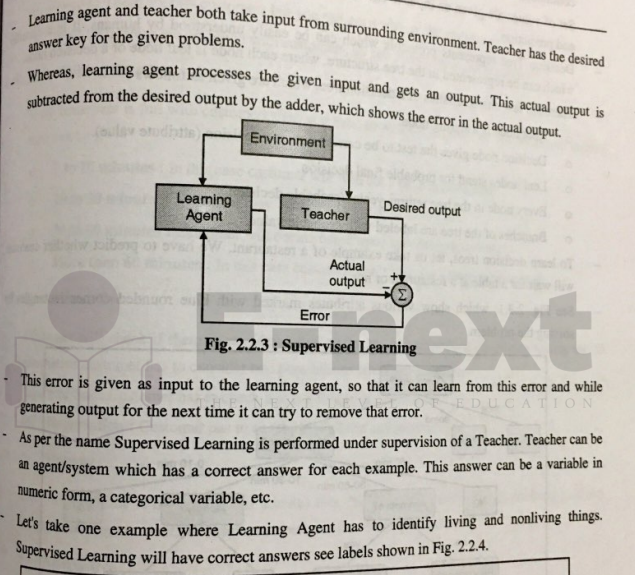 - Learning agent and teacher both take input from surrounding environment. Teacher has the desired
answer key for the given problems.
- Whereas, learning agent processes the given input and gets an output. This actual output is
subtracted from the desired output by the adder, which shows the error in the actual output.
Environment
Learning
Agent
Teacher
Desired output
Actual
output
+
-
Σ
Error
Fig. 2.2.3 : Supervised Learning
E-next
THE NEXT LEVEL OF EDUCATION
- This error is given as input to the learning agent, so that it can learn from this error and while
generating output for the next time it can try to remove that error.
- As per the name Supervised Learning is performed under supervision of a Teacher. Teacher can be
an agent/system which has a correct answer for each example. This answer can be a variable in
numeric form, a categorical variable, etc.
- Let's take one example where Learning Agent has to identify living and nonliving things.
Supervised Learning will have correct answers see labels shown in Fig. 2.2.4.